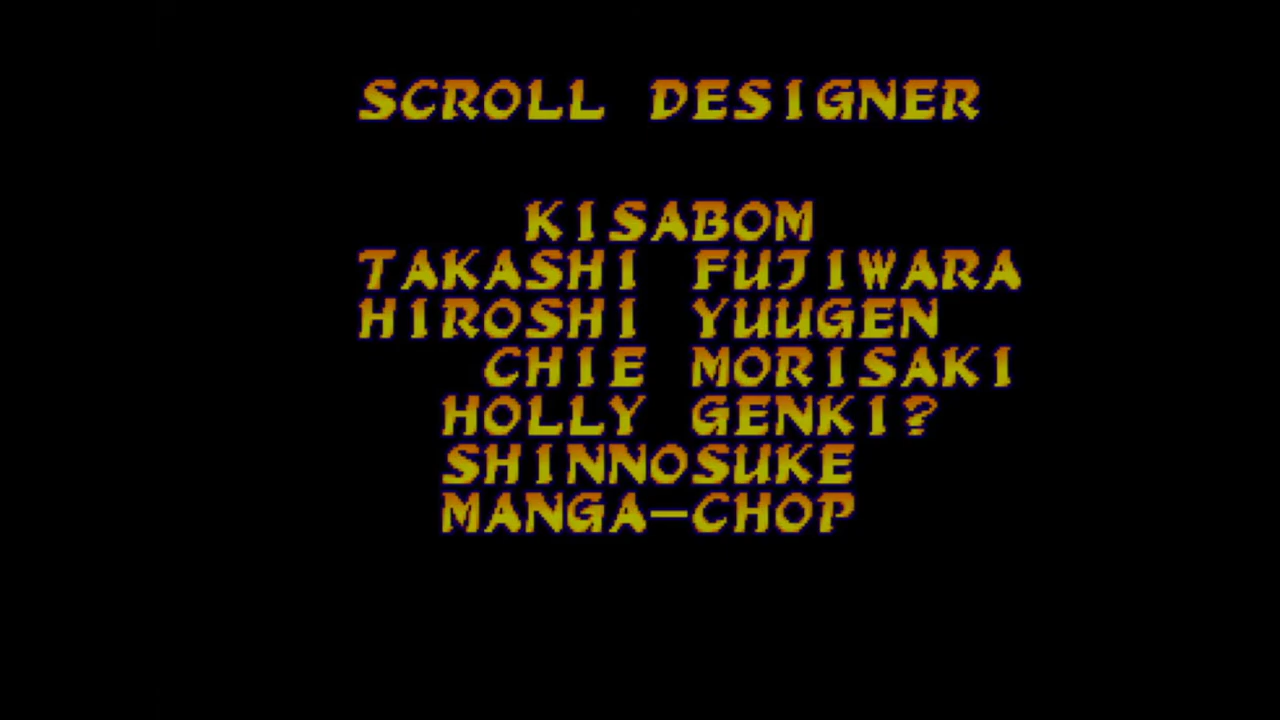 SCROLL DESIGNER
KISABOM
TAKASHI FUJIWARA
HIROSHI YUUGEN
CHIE MORISAKI
HOLLY GENKI?
SHINNOSUKE
MANGA-CHOP